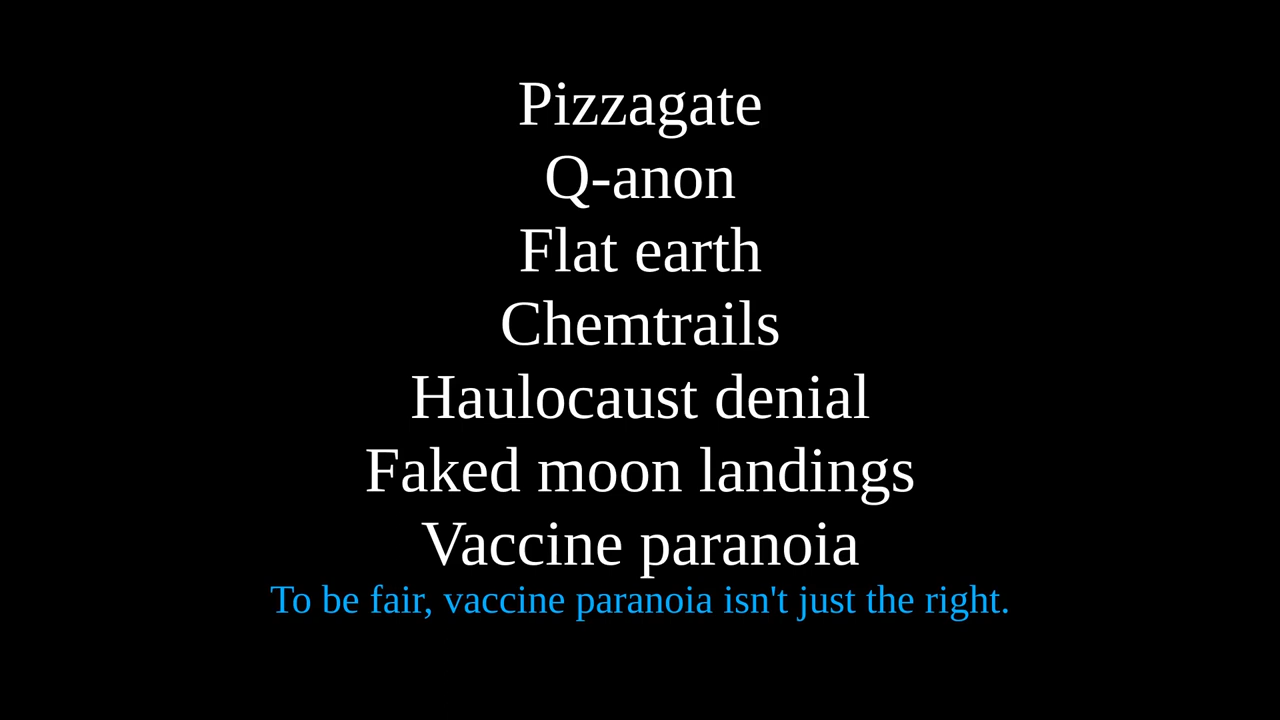 Pizzagate
Q-anon
Flat earth
Chemtrails
Haulocaust denial
Faked moon landings
Vaccine paranoia
To be fair, vaccine paranoia isn't just the right.